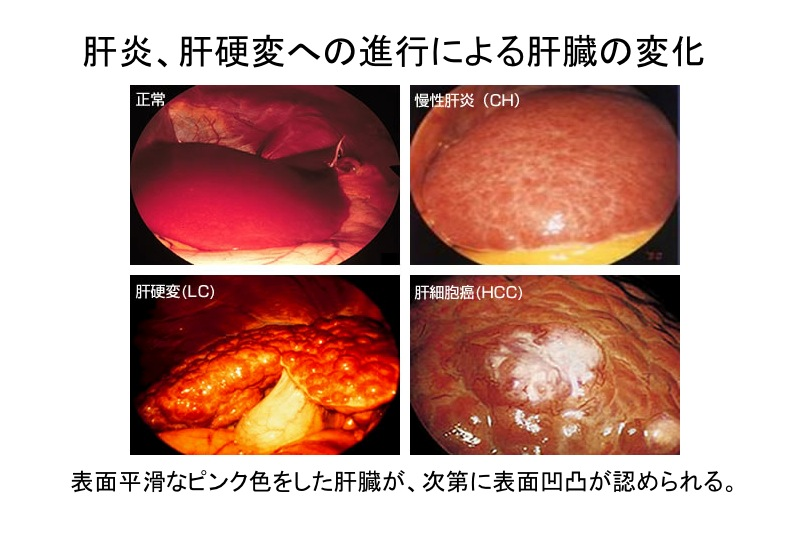 肝炎、肝硬変への進行による肝臓の変化
正常
慢性肝炎（CH）
肝硬変(LC)
肝細胞癌(HCC)
表面平滑なピンク色をした肝臓が、次第に表面凹凸が認められる。